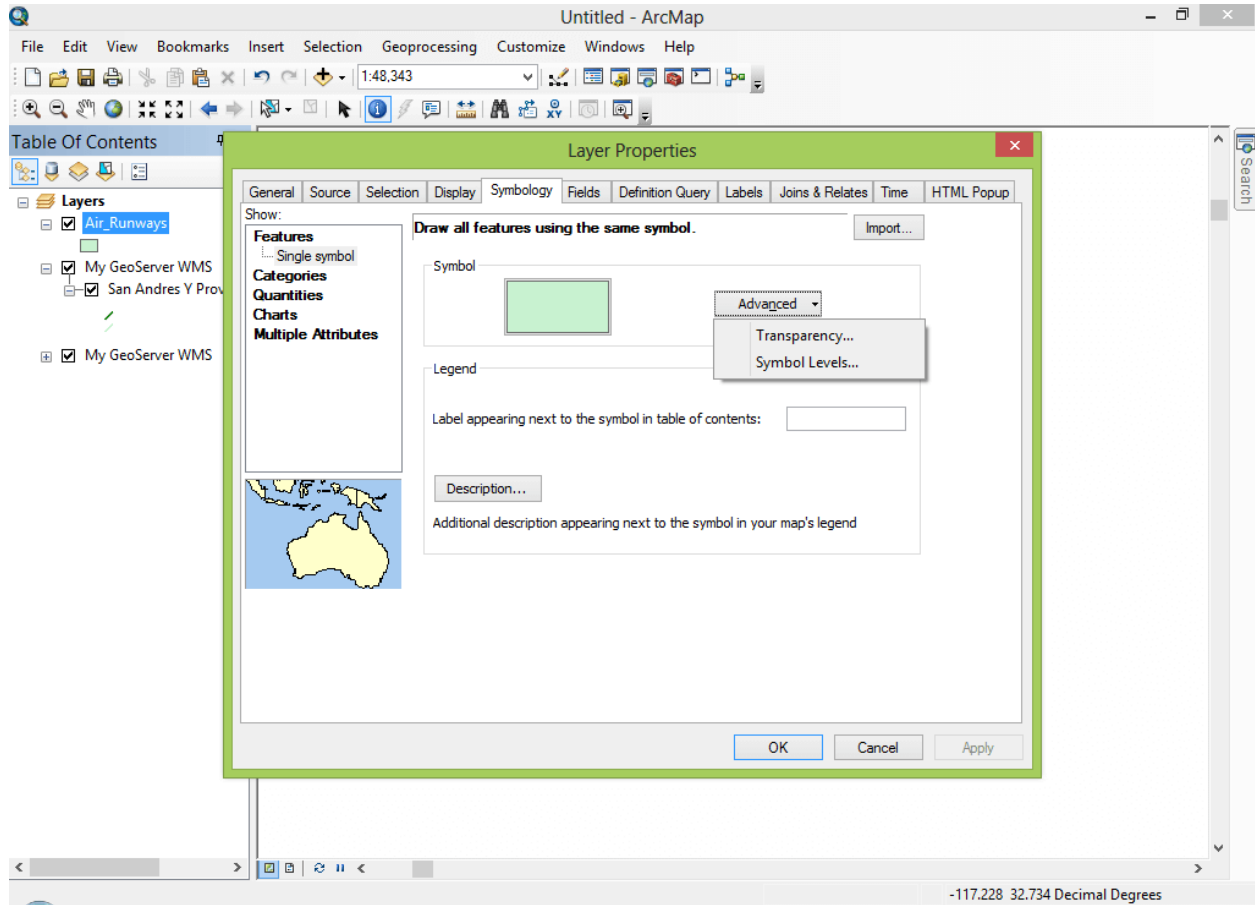 Untitled - ArcMap
File Edit View Bookmarks Insert Selection Geoprocessing Customize Windows Help
1:48,343
Table Of Contents
Layers
Air_Runways
My GeoServer WMS
San Andres Y Prov
My GeoServer WMS
Layer Properties
General Source Selection Display Symbology Fields Definition Query Labels Joins & Relates Time HTML Popup
Show:
Features
Single symbol
Categories
Quantities
Charts
Multiple Attributes
Draw all features using the same symbol.
Import...
Symbol
Advanced
Transparency...
Symbol Levels...
Legend
Label appearing next to the symbol in table of contents:
Description...
Additional description appearing next to the symbol in your map's legend
OK Cancel Apply
Search
-117.228 32.734 Decimal Degrees